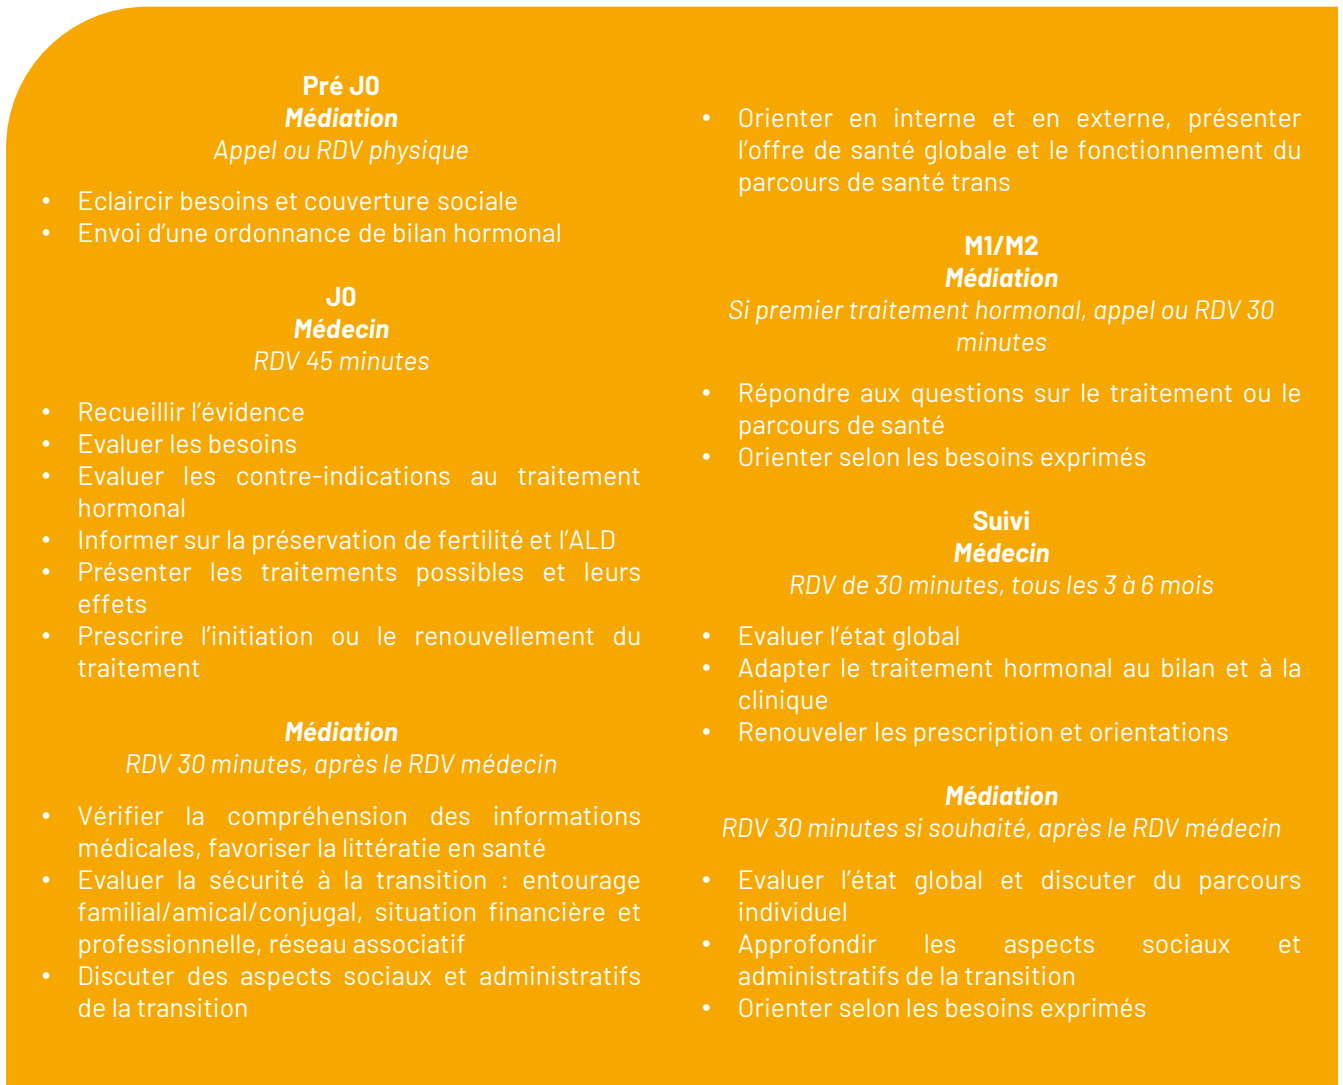 Pré J0
Médiation
Appel ou RDV physique
• Eclaircir besoins et couverture sociale
• Envoi d’une ordonnance de bilan hormonal
J0
Médecin
RDV 45 minutes
• Recueillir l’évidence
• Evaluer les besoins
• Evaluer les contre-indications au traitement
hormonal
• Informer sur la préservation de fertilité et l’ALD
• Présenter les traitements possibles et leurs
effets
• Prescrire l’initiation ou le renouvellement du
traitement
Médiation
RDV 30 minutes, après le RDV médecin
• Vérifier la compréhension des informations
médicales, favoriser la littératie en santé
• Evaluer la sécurité à la transition : entourage
familial/amical/conjugal, situation financière et
professionnelle, réseau associatif
• Discuter des aspects sociaux et administratifs
de la transition
• Orienter en interne et en externe, présenter
l’offre de santé globale et le fonctionnement du
parcours de santé trans
M1/M2
Médiation
Si premier traitement hormonal, appel ou RDV 30
minutes
• Répondre aux questions sur le traitement ou le
parcours de santé
• Orienter selon les besoins exprimés
Suivi
Médecin
RDV de 30 minutes, tous les 3 à 6 mois
• Evaluer l’état global
• Adapter le traitement hormonal au bilan et à la
clinique
• Renouveler les prescription et orientations
Médiation
RDV 30 minutes si souhaité, après le RDV médecin
• Evaluer l’état global et discuter du parcours
individuel
• Approfondir les aspects sociaux et
administratifs de la transition
• Orienter selon les besoins exprimés